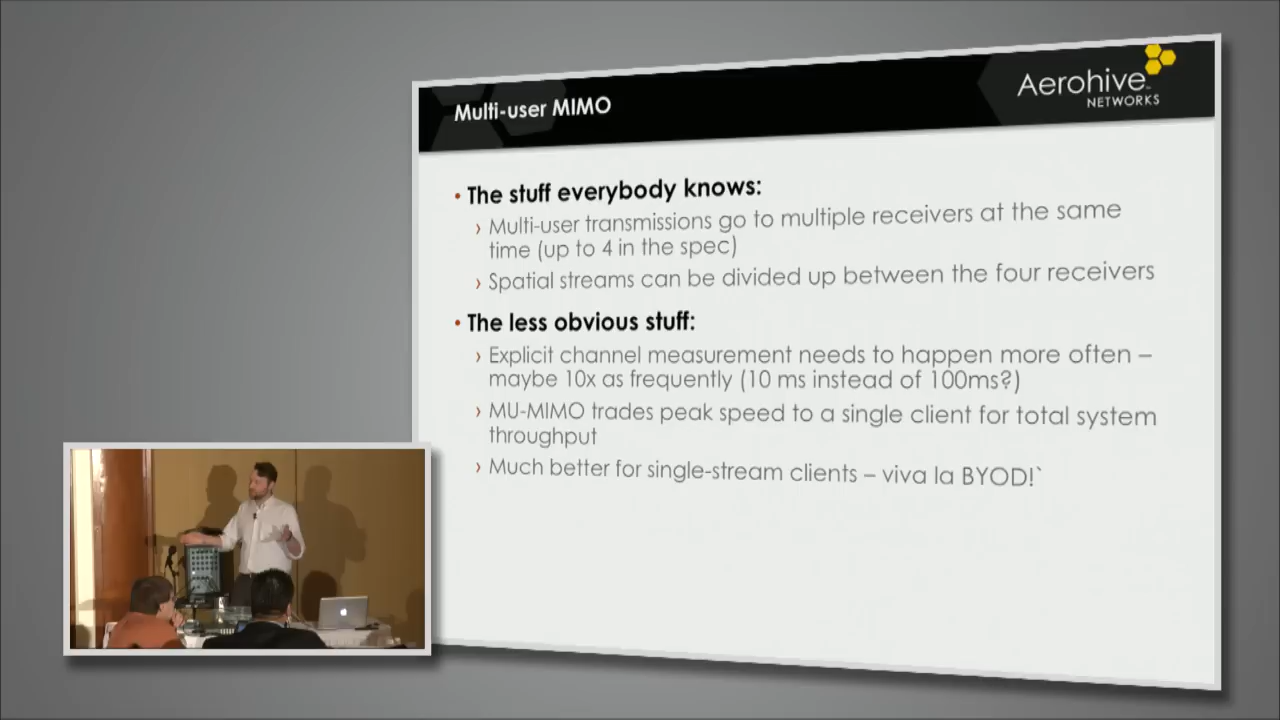 Multi-user MIMO
Aerohive
NETWORKS
• The stuff everybody knows:
› Multi-user transmissions go to multiple receivers at the same
time (up to 4 in the spec)
› Spatial streams can be divided up between the four receivers
• The less obvious stuff:
› Explicit channel measurement needs to happen more often –
maybe 10x as frequently (10 ms instead of 100ms?)
› MU-MIMO trades peak speed to a single client for total system
throughput
› Much better for single-stream clients – viva la BYOD!`